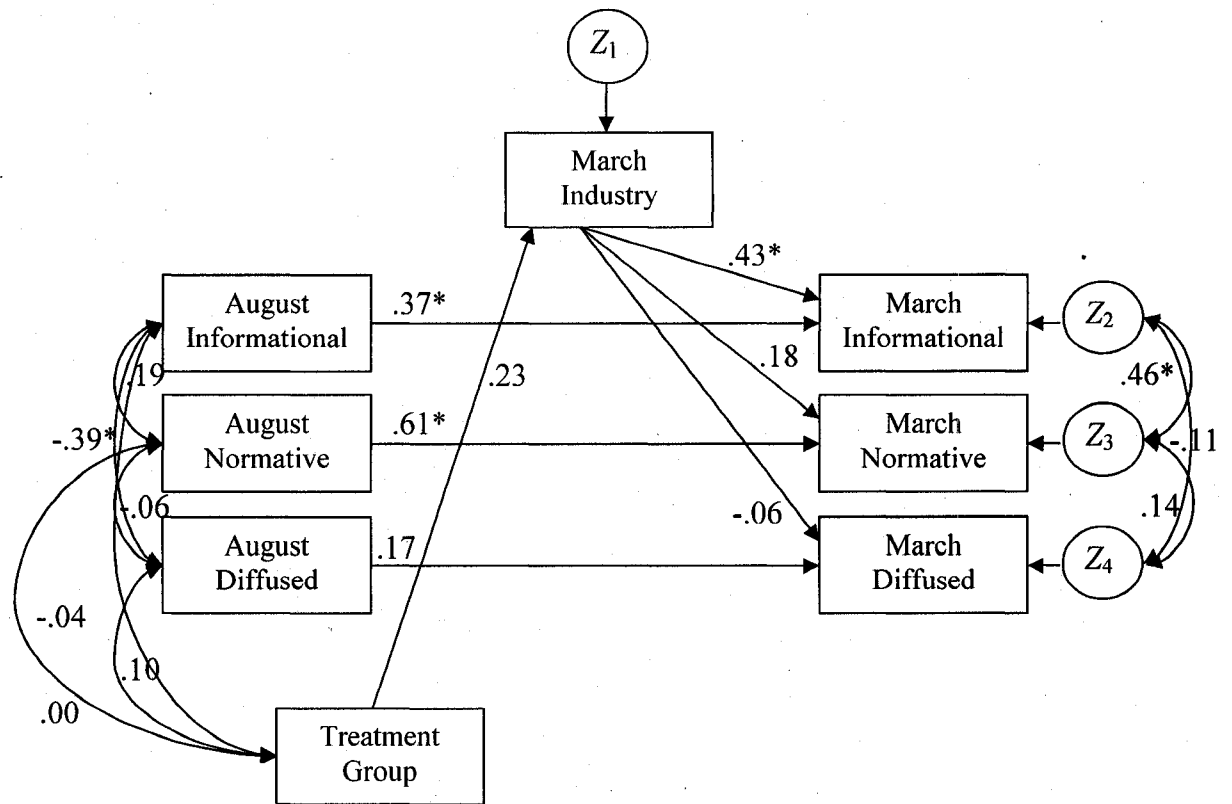 Z1
March
Industry
.43*
August
Informational
.37*
March
Informational
Z2
.19
.23
.18
.46*
-.39*
August
Normative
.61*
March
Normative
Z3
-.11
-.06
-.06
.14
August
Diffused
.17
March
Diffused
Z4
-.04
.10
.00
Treatment
Group